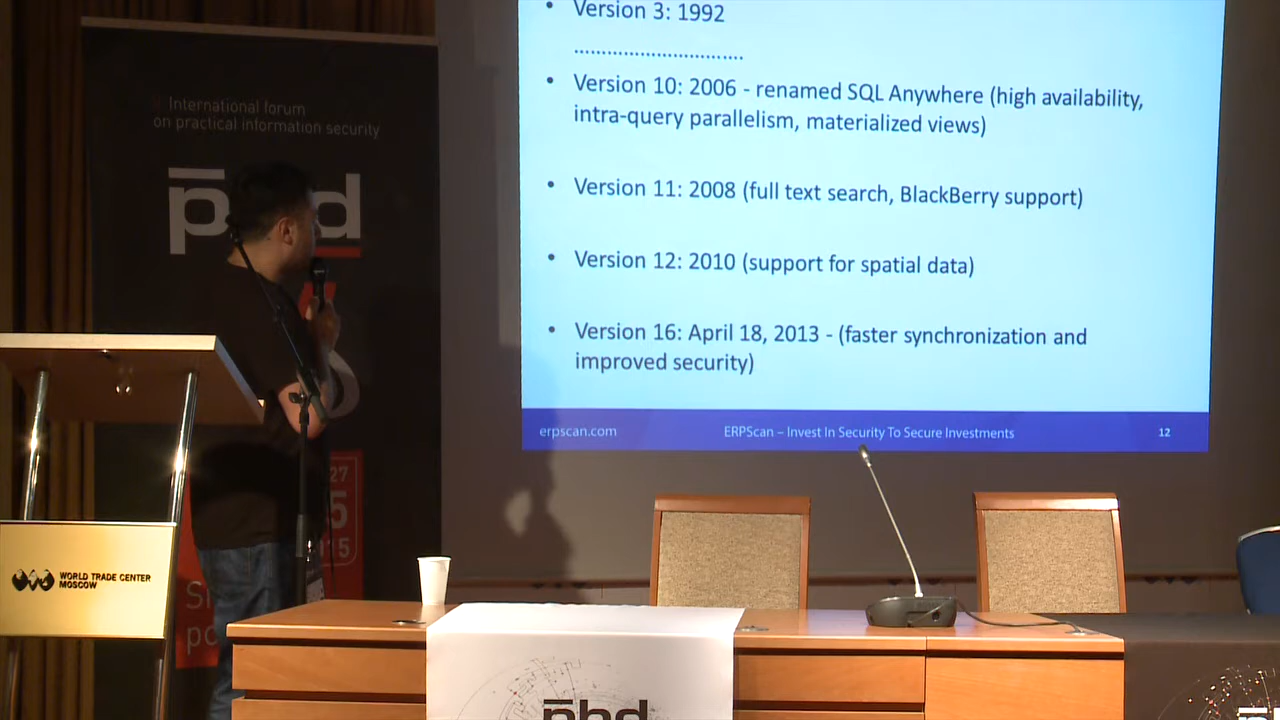 International forum
on practical information security
phd
27
5
15
WORLD TRADE CENTER
MOSCOW
• Version 3: 1992
................................
• Version 10: 2006 - renamed SQL Anywhere (high availability,
intra-query parallelism, materialized views)
• Version 11: 2008 (full text search, BlackBerry support)
• Version 12: 2010 (support for spatial data)
• Version 16: April 18, 2013 - (faster synchronization and
improved security)
erpscan.com ERPScan – Invest In Security To Secure Investments 12
phd